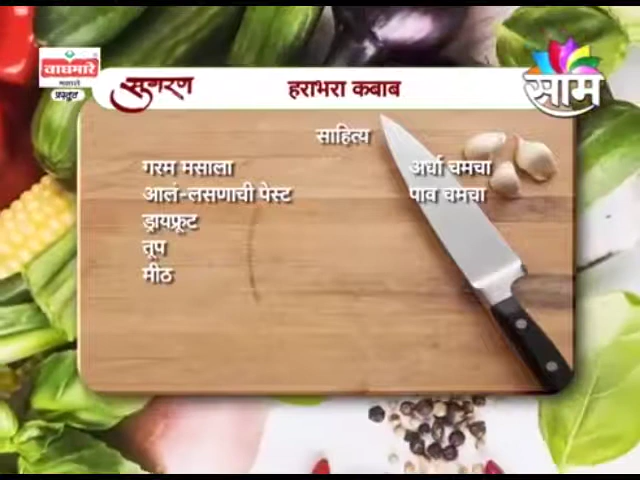 वाघमारे
मसाले
प्रस्तूत
सुगरण
हराभरा कबाब
साम
साहित्य
गरम मसाला अर्धा चमचा
आलं-लसणाची पेस्ट पाव चमचा
ड्रायफ्रूट
तूप
मीठ